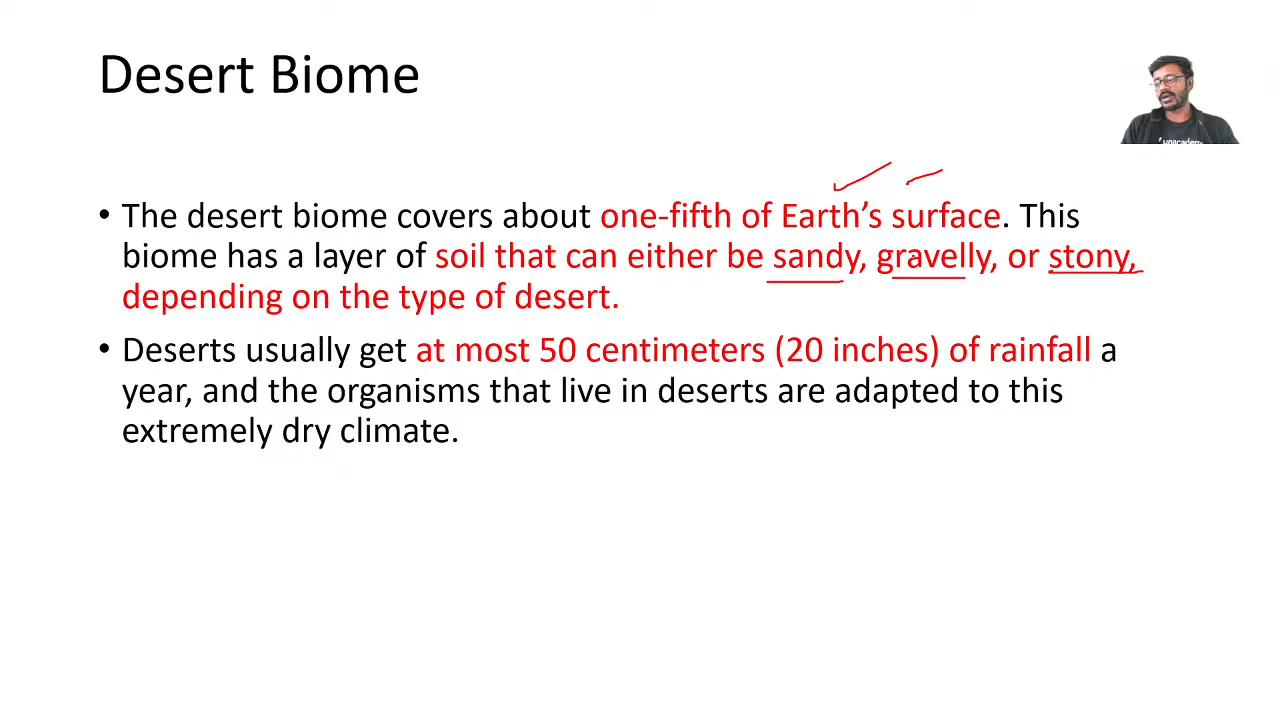 Desert Biome
• The desert biome covers about one-fifth of Earth’s surface. This
biome has a layer of soil that can either be sandy, gravelly, or stony,
depending on the type of desert.
• Deserts usually get at most 50 centimeters (20 inches) of rainfall a
year, and the organisms that live in deserts are adapted to this
extremely dry climate.